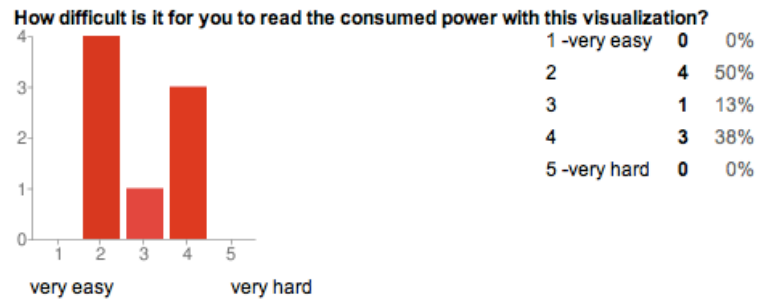 How difficult is it for you to read the consumed power with this visualization?
4
3
2
1
0
1 2 3 4 5
very easy very hard
1 -very easy 0 0%
2 4 50%
3 1 13%
4 3 38%
5 -very hard 0 0%